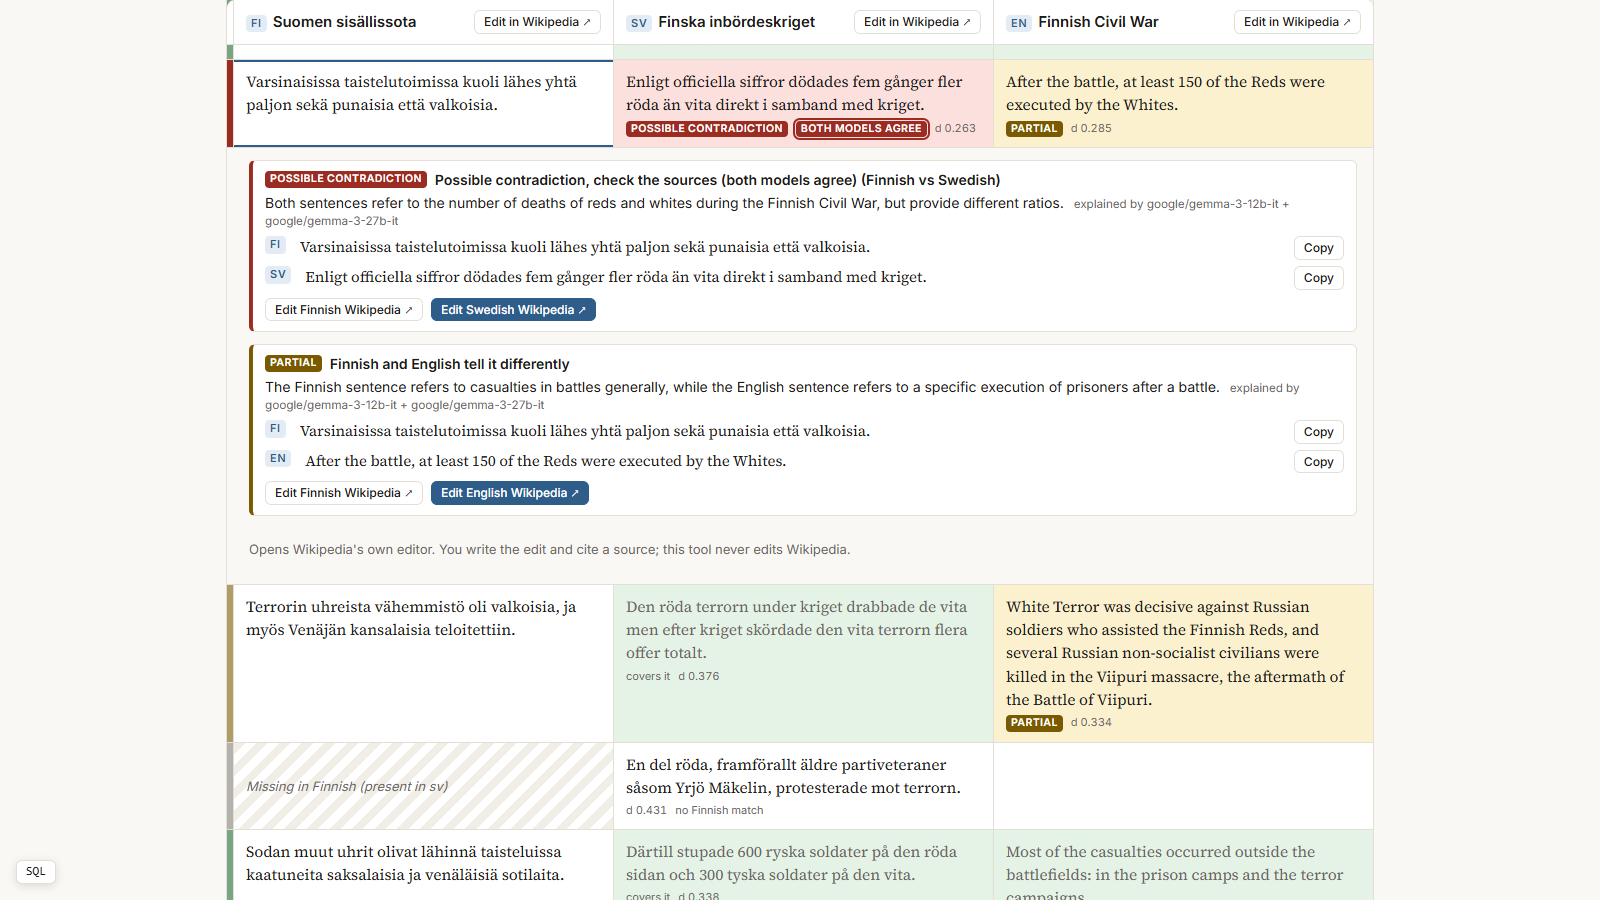 FI Suomen sisällissota Edit in Wikipedia ↗
SV Finska inbördeskriget Edit in Wikipedia ↗
EN Finnish Civil War Edit in Wikipedia ↗
Varsinaisissa taistelutoimissa kuoli lähes yhtä
paljon sekä punaisia että valkoisia.
Enligt officiella siffror dödades fem gånger fler
röda än vita direkt i samband med kriget.
POSSIBLE CONTRADICTION BOTH MODELS AGREE d 0.263
After the battle, at least 150 of the Reds were
executed by the Whites.
PARTIAL d 0.285
POSSIBLE CONTRADICTION Possible contradiction, check the sources (both models agree) (Finnish vs Swedish)
Both sentences refer to the number of deaths of reds and whites during the Finnish Civil War, but provide different ratios. explained by google/gemma-3-12b-it +
google/gemma-3-27b-it
FI Varsinaisissa taistelutoimissa kuoli lähes yhtä paljon sekä punaisia että valkoisia. Copy
SV Enligt officiella siffror dödades fem gånger fler röda än vita direkt i samband med kriget. Copy
Edit Finnish Wikipedia ↗ Edit Swedish Wikipedia ↗
PARTIAL Finnish and English tell it differently
The Finnish sentence refers to casualties in battles generally, while the English sentence refers to a specific execution of prisoners after a battle. explained by
google/gemma-3-12b-it + google/gemma-3-27b-it
FI Varsinaisissa taistelutoimissa kuoli lähes yhtä paljon sekä punaisia että valkoisia. Copy
EN After the battle, at least 150 of the Reds were executed by the Whites. Copy
Edit Finnish Wikipedia ↗ Edit English Wikipedia ↗
Opens Wikipedia's own editor. You write the edit and cite a source; this tool never edits Wikipedia.
Terrorin uhreista vähemmistö oli valkoisia, ja
myös Venäjän kansalaisia teloitettiin.
Den röda terrorn under kriget drabbade de vita
men efter kriget skördade den vita terrorn flera
offer totalt.
covers it d 0.376
White Terror was decisive against Russian
soldiers who assisted the Finnish Reds, and
several Russian non-socialist civilians were
killed in the Viipuri massacre, the aftermath of
the Battle of Viipuri.
PARTIAL d 0.334
Missing in Finnish (present in sv)
En del röda, framförallt äldre partiveteraner
såsom Yrjö Mäkelin, protesterade mot terrorn.
d 0.431 no Finnish match
Sodan muut uhrit olivat lähinnä taisteluissa
kaatuneita saksalaisia ja venäläisiä sotilaita.
Därtill stupade 600 ryska soldater på den röda
sidan och 300 tyska soldater på den vita.
covers it d 0.338
Most of the casualties occurred outside the
battlefields: in the prison camps and the terror
campaigns.
SQL